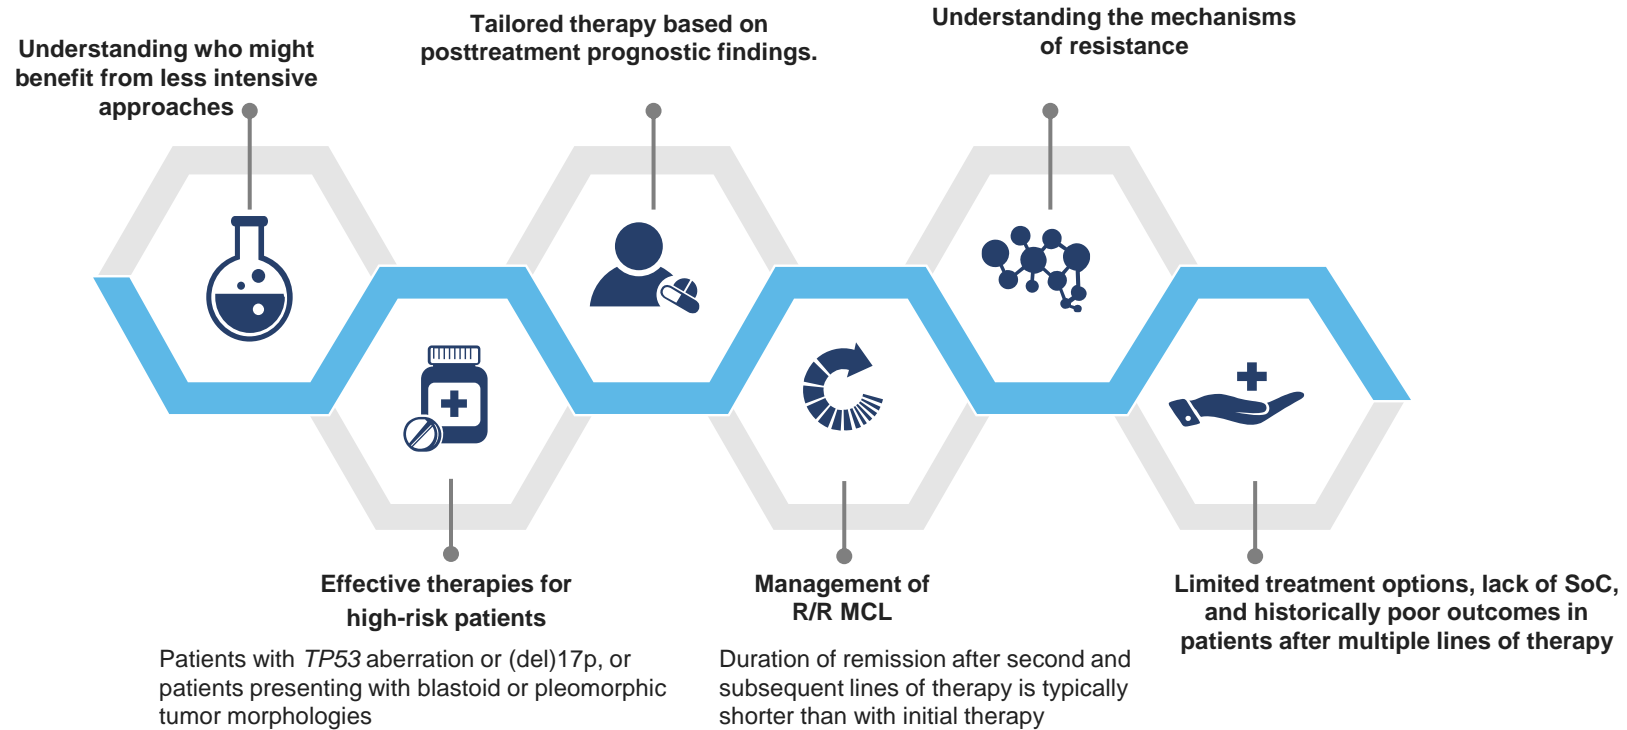 Understanding who might
benefit from less intensive
approaches
Tailored therapy based on
posttreatment prognostic findings.
Understanding the mechanisms
of resistance
Effective therapies for
high-risk patients
Patients with TP53 aberration or (del)17p, or
patients presenting with blastoid or pleomorphic
tumor morphologies
Management of
R/R MCL
Duration of remission after second and
subsequent lines of therapy is typically
shorter than with initial therapy
Limited treatment options, lack of SoC,
and historically poor outcomes in
patients after multiple lines of therapy